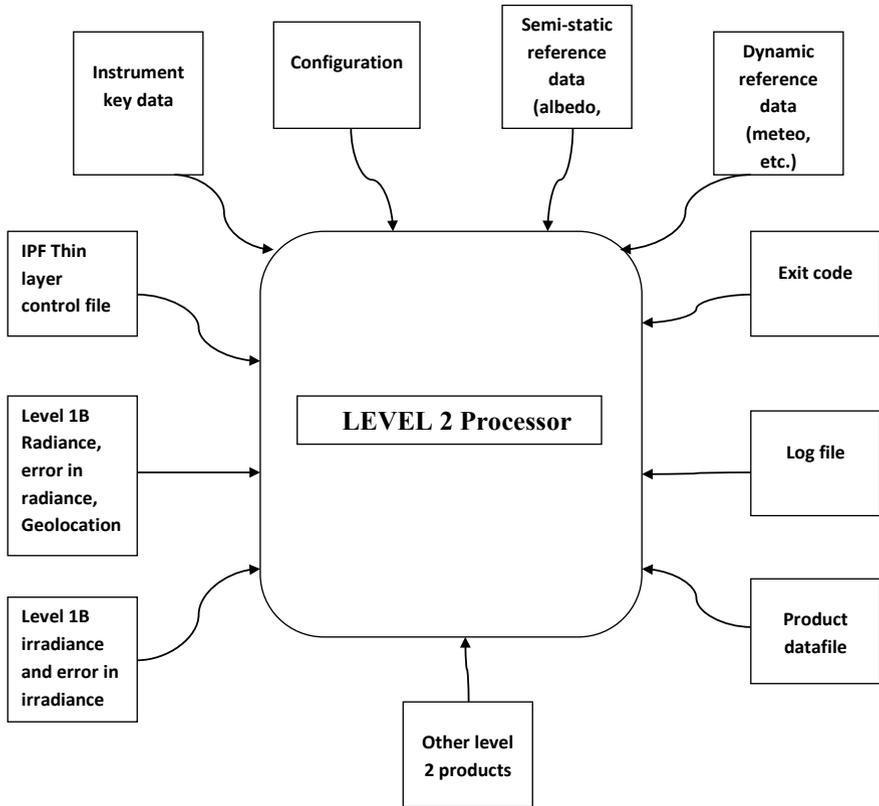 Instrument
key data
Configuration
Semi-static
reference
data
(albedo,
Dynamic
reference
data
(meteo,
etc.)
IPF Thin
layer
control file
Exit code
LEVEL 2 Processor
Level 1B
Radiance,
error in
radiance,
Geolocation
Log file
Level 1B
irradiance
and error in
irradiance
Product
datafile
Other level
2 products